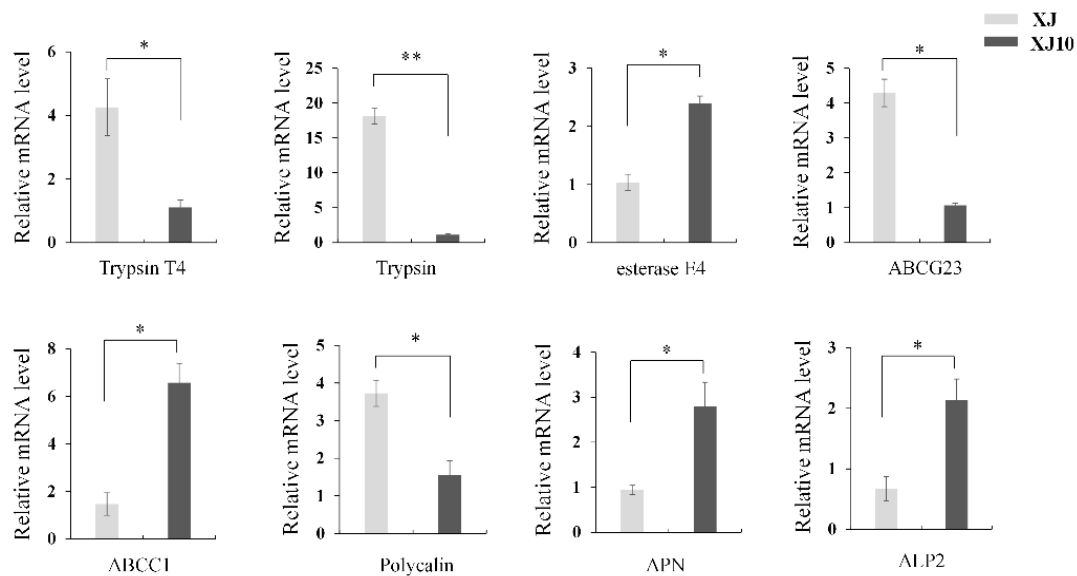 XJ
XJ10
Relative mRNA level
6
4
2
0
*
Trypsin T4
Relative mRNA level
25
20
15
10
5
0
**
Trypsin
Relative mRNA level
3
2
1
0
*
esterase E4
Relative mRNA level
5
4
3
2
1
0
*
ABCG23
Relative mRNA level
8
6
4
2
0
*
ABCC1
Relative mRNA level
5
4
3
2
1
0
*
Polycalin
Relative mRNA level
4
3
2
1
0
*
APN
Relative mRNA level
3
2
1
0
*
ALP2